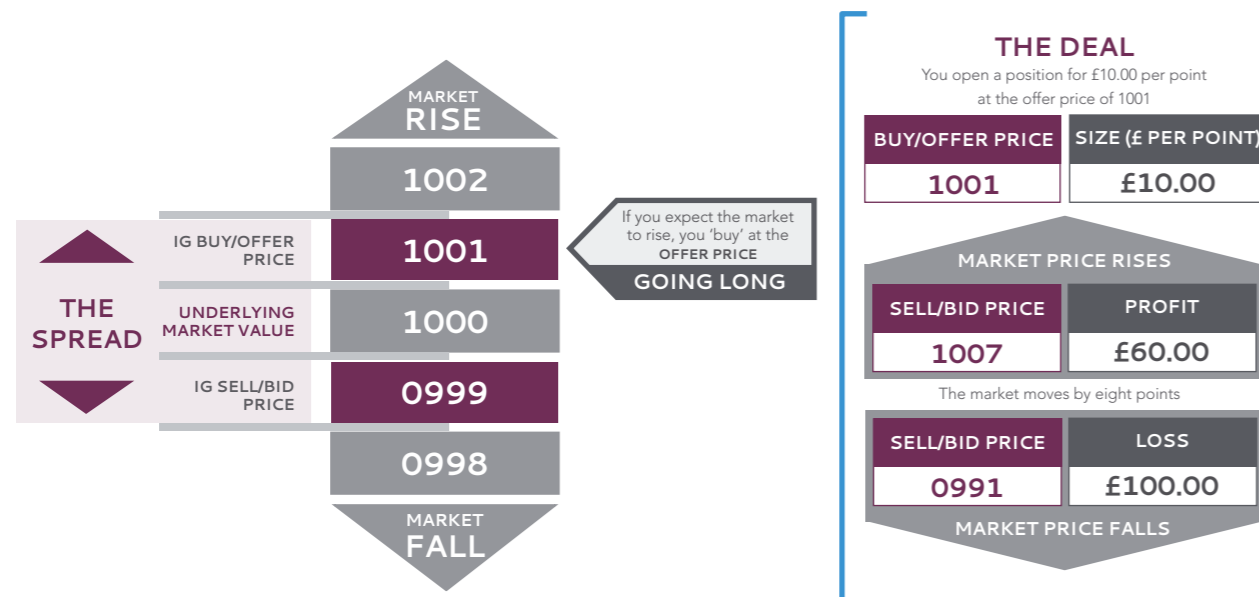 MARKET
RISE
1002
1001
1000
0999
0998
MARKET
FALL
THE
SPREAD
IG BUY/OFFER
PRICE
UNDERLYING
MARKET VALUE
IG SELL/BID
PRICE
If you expect the market
to rise, you ‘buy’ at the
OFFER PRICE
GOING LONG
THE DEAL
You open a position for £10.00 per point
at the offer price of 1001
BUY/OFFER PRICE SIZE (£ PER POINT)
1001 £10.00
MARKET PRICE RISES
SELL/BID PRICE PROFIT
1007 £60.00
The market moves by eight points
SELL/BID PRICE LOSS
0991 £100.00
MARKET PRICE FALLS